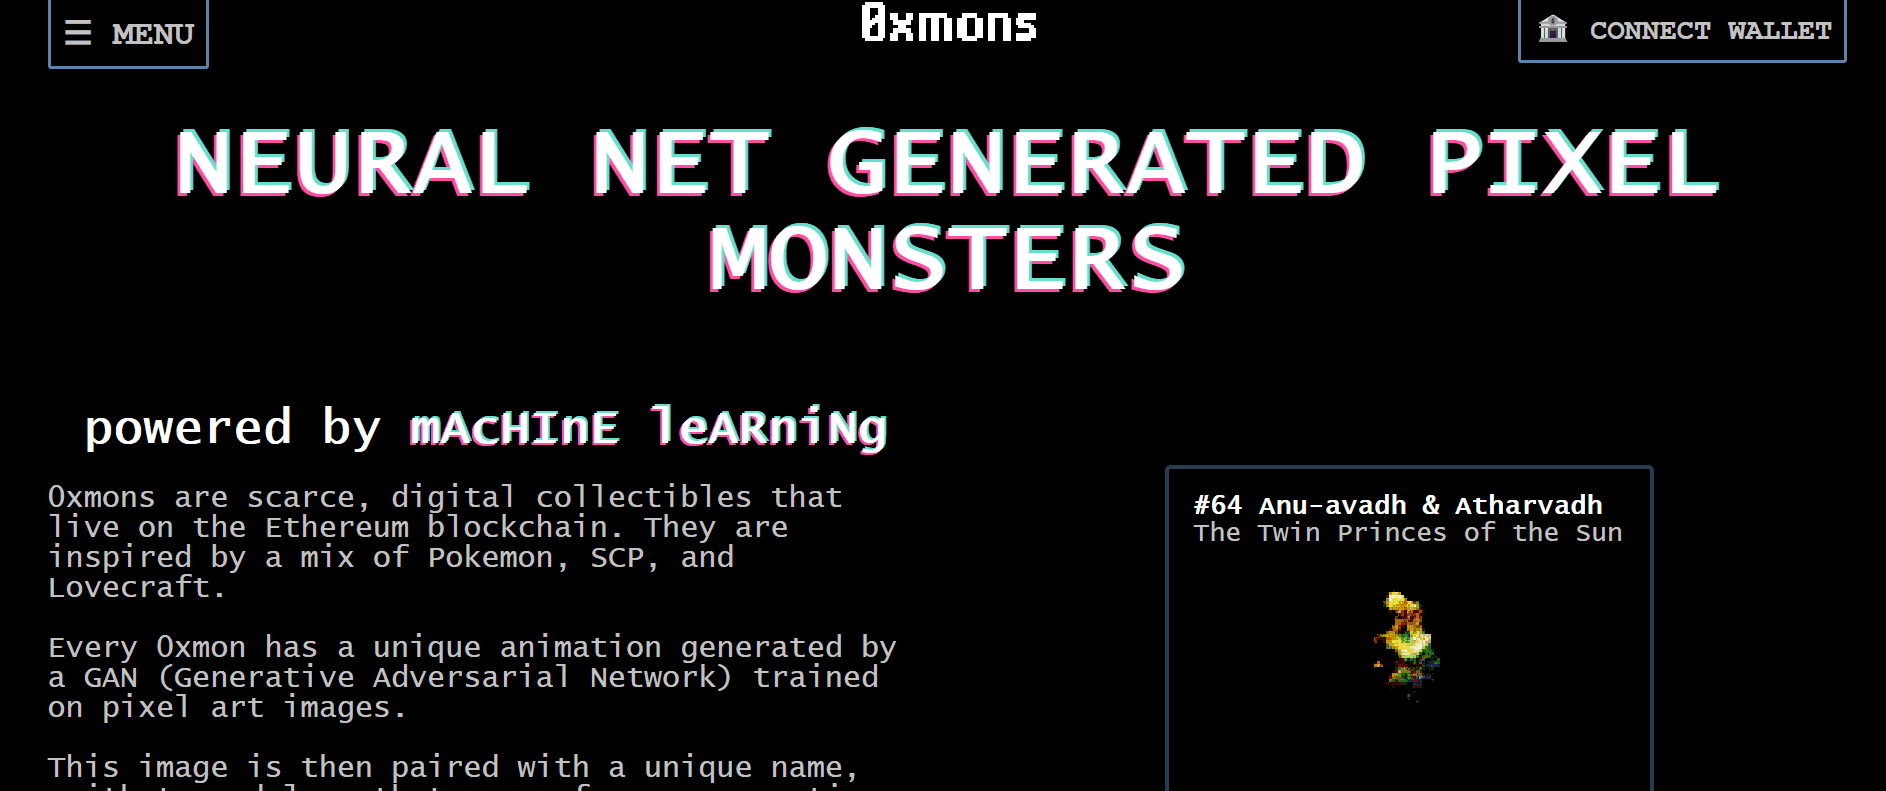 ☰ MENU
0xmons
CONNECT WALLET
NEURAL NET GENERATED PIXEL
MONSTERS
powered by mAcHInE leARniNg
0xmons are scarce, digital collectibles that
live on the Ethereum blockchain. They are
inspired by a mix of Pokemon, SCP, and
Lovecraft.
Every 0xmon has a unique animation generated by
a GAN (Generative Adversarial Network) trained
on pixel art images.
This image is then paired with a unique name,
#64 Anu-avadh & Atharvadh
The Twin Princes of the Sun